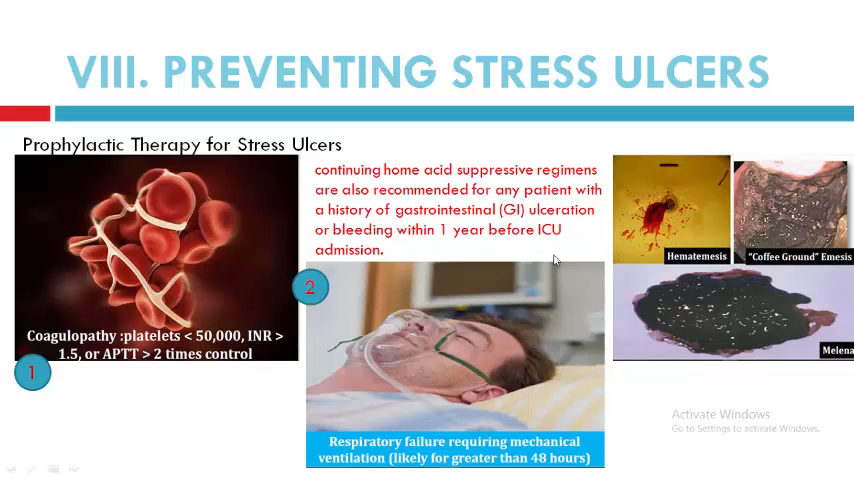 VIII. PREVENTING STRESS ULCERS
Prophylactic Therapy for Stress Ulcers
continuing home acid suppressive regimens
are also recommended for any patient with
a history of gastrointestinal (GI) ulceration
or bleeding within 1 year before ICU
admission.
Coagulopathy :platelets < 50,000, INR >
1.5, or APTT > 2 times control
1
2
Respiratory failure requiring mechanical
ventilation (likely for greater than 48 hours)
Hematemesis
"Coffee Ground" Emesis
Melena
Activate Windows
Go to Settings to activate Windows.